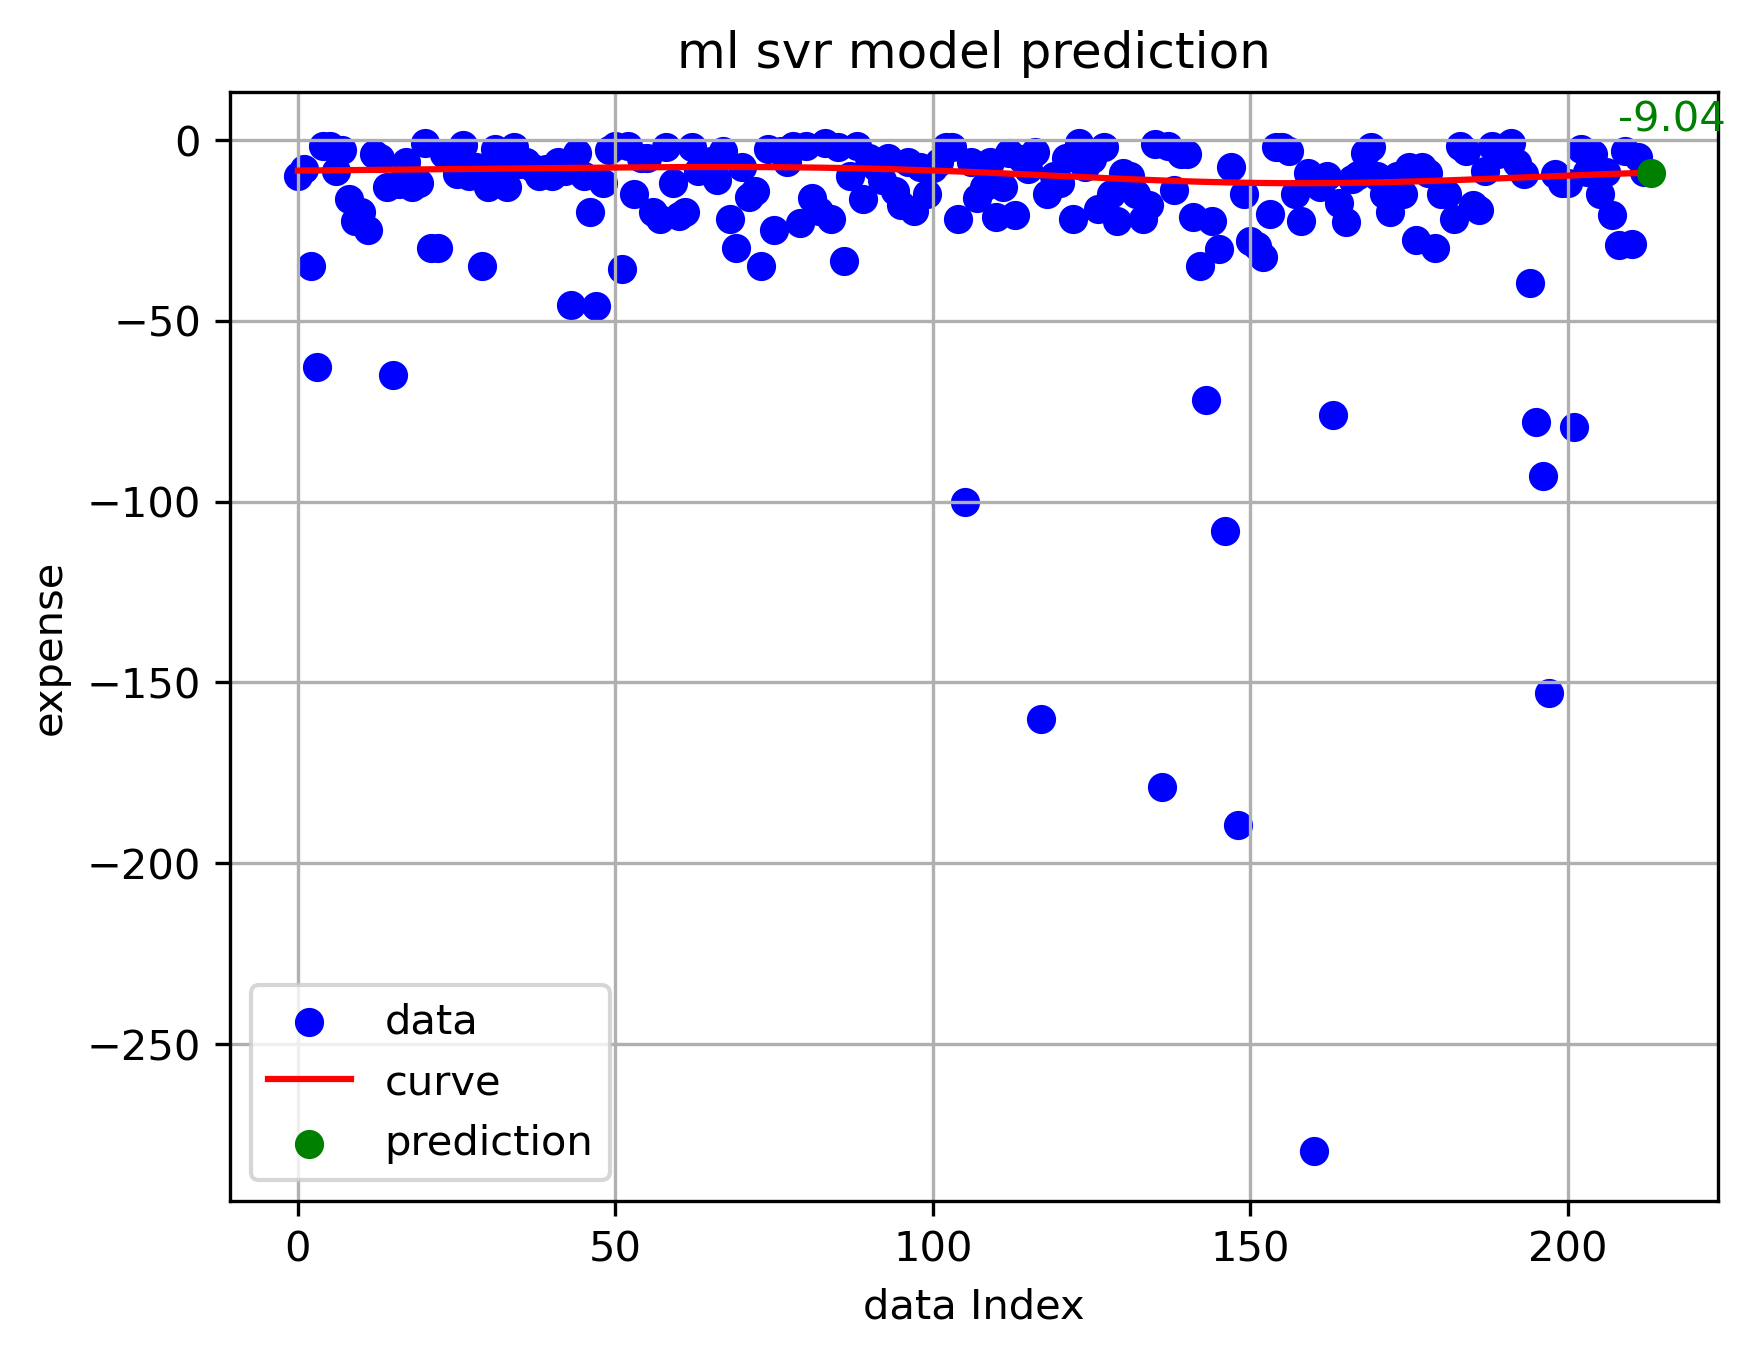 ml svr model prediction
-9.04
0
−50
−100
−150
−200
−250
expense
data
curve
prediction
0 50 100 150 200
data Index